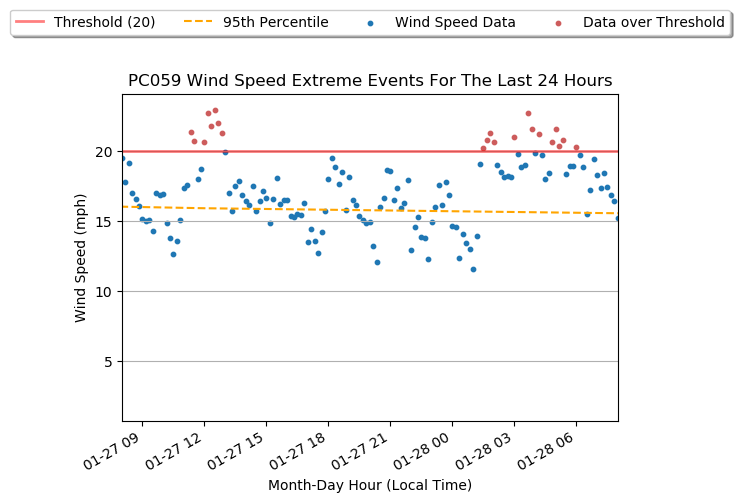 Threshold (20) 95th Percentile Wind Speed Data Data over Threshold
PC059 Wind Speed Extreme Events For The Last 24 Hours
20
15
10
5
Wind Speed (mph)
01-27 09 01-27 12 01-27 15 01-27 18 01-27 21 01-28 00 01-28 03 01-28 06
Month-Day Hour (Local Time)